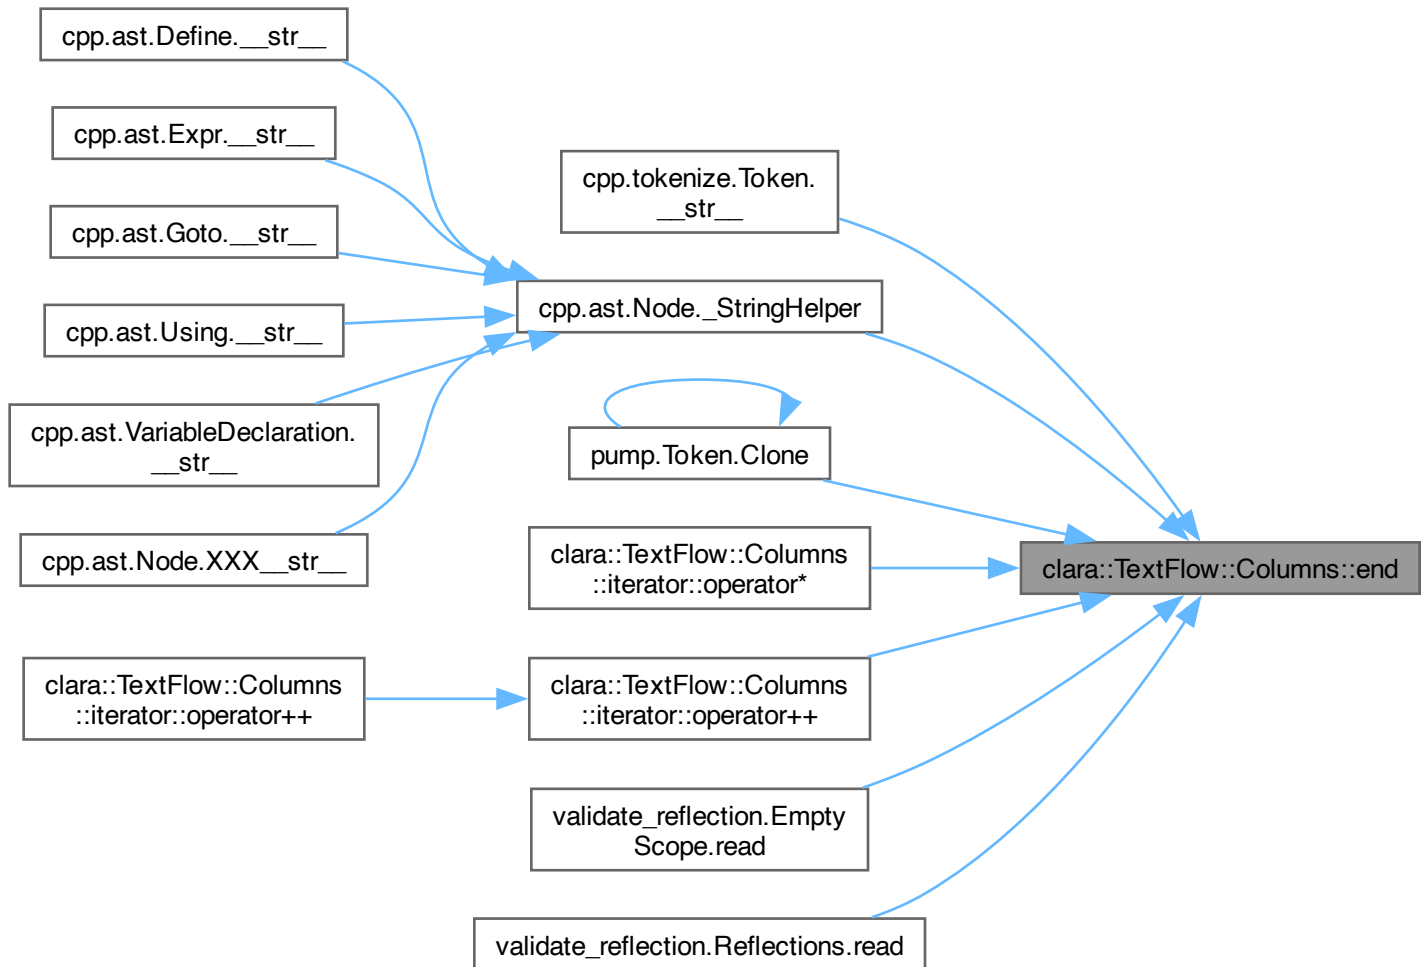 cpp.ast.Define.__str__
cpp.ast.Expr.__str__
cpp.ast.Goto.__str__
cpp.ast.Using.__str__
cpp.ast.VariableDeclaration.
__str__
cpp.ast.Node.XXX__str__
clara::TextFlow::Columns
::iterator::operator++
cpp.tokenize.Token.
__str__
cpp.ast.Node._StringHelper
pump.Token.Clone
clara::TextFlow::Columns
::iterator::operator*
clara::TextFlow::Columns
::iterator::operator++
validate_reflection.Empty
Scope.read
validate_reflection.Reflections.read
clara::TextFlow::Columns::end